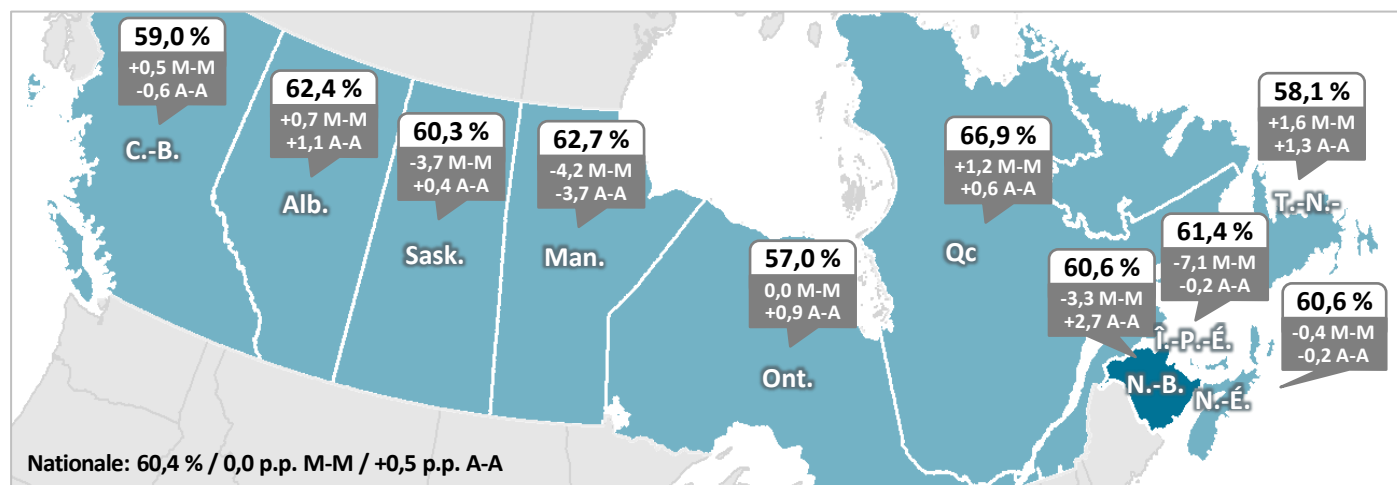 59,0 %
+0,5 M-M
-0,6 A-A
C.-B.
62,4 %
+0,7 M-M
+1,1 A-A
Alb.
60,3 %
-3,7 M-M
+0,4 A-A
Sask.
62,7 %
-4,2 M-M
-3,7 A-A
Man.
57,0 %
0,0 M-M
+0,9 A-A
Ont.
66,9 %
+1,2 M-M
+0,6 A-A
Qc
58,1 %
+1,6 M-M
+1,3 A-A
T.-N.-
61,4 %
-7,1 M-M
-0,2 A-A
Î.-P.-É.
60,6 %
-3,3 M-M
+2,7 A-A
N.-B.
60,6 %
-0,4 M-M
-0,2 A-A
N.-É.
Nationale: 60,4 % / 0,0 p.p. M-M / +0,5 p.p. A-A